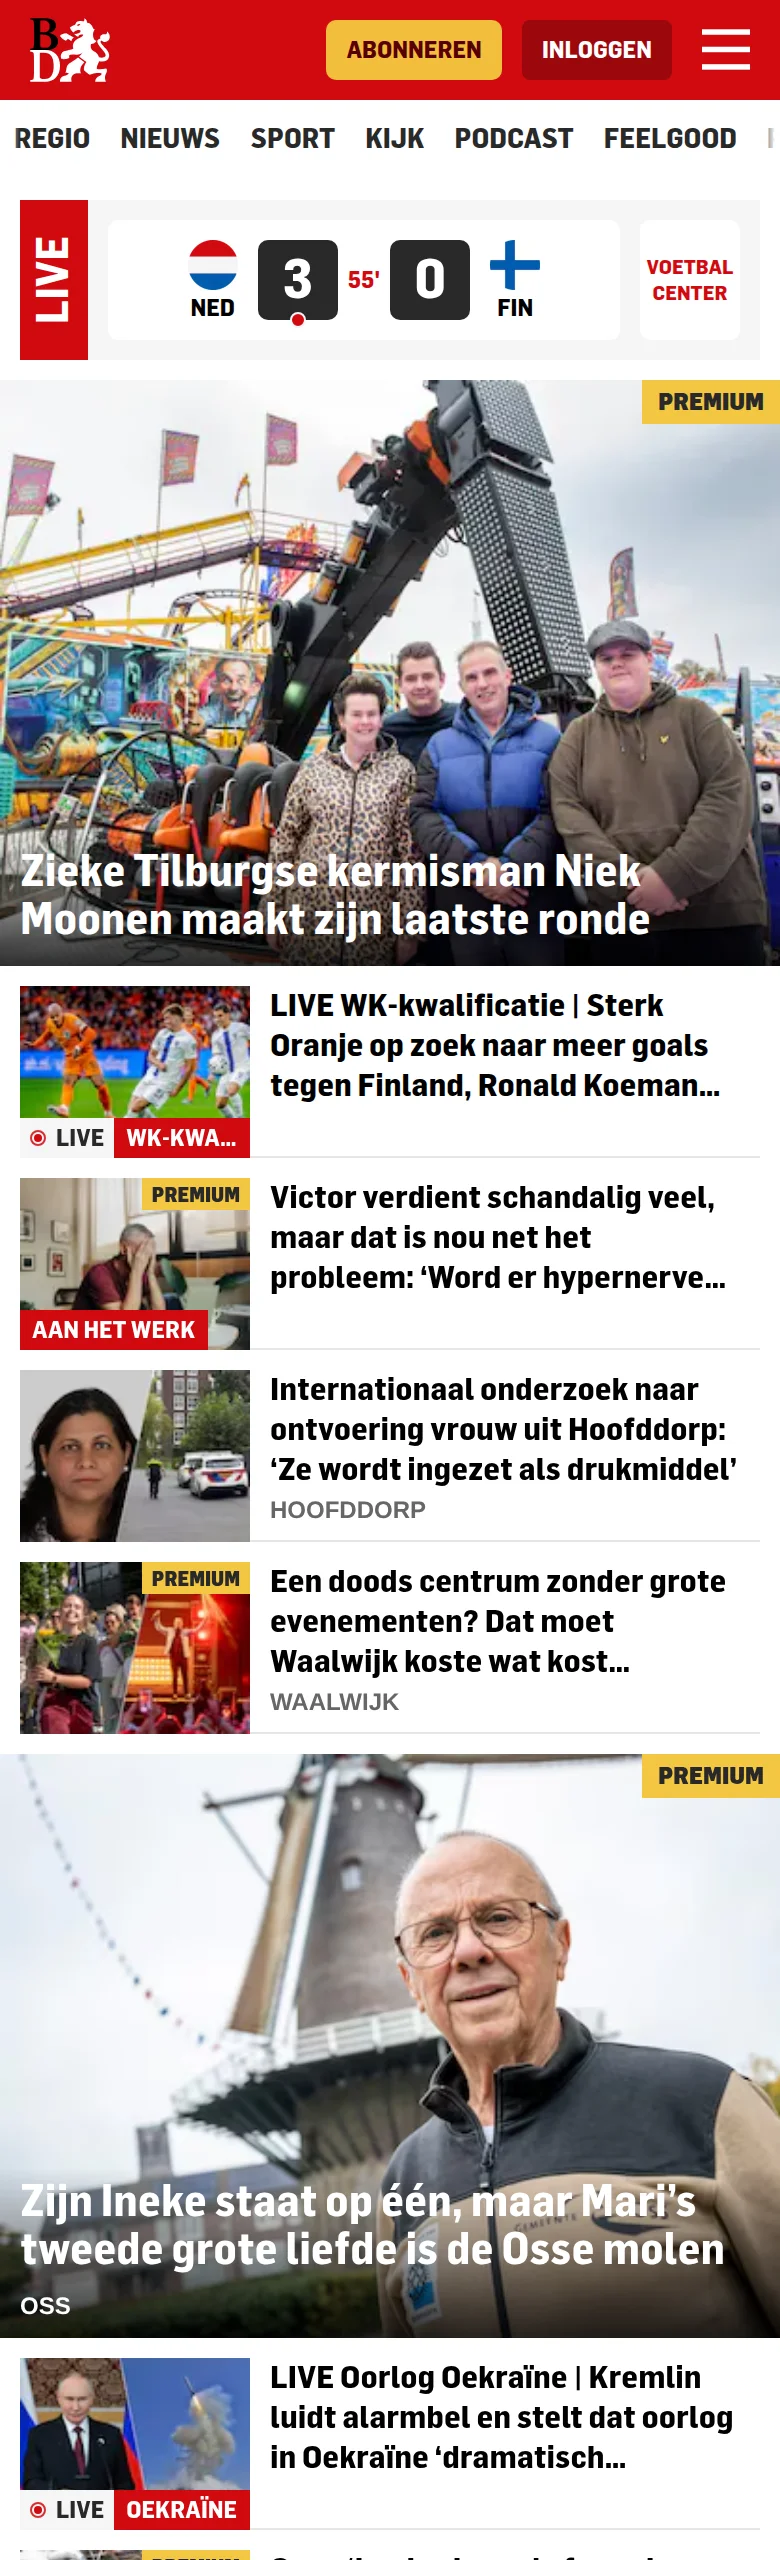 BD
ABONNEREN
INLOGGEN
REGIO NIEUWS SPORT KIJK PODCAST FEELGOOD
LIVE
NED
3
55'
0
FIN
VOETBAL
CENTER
PREMIUM
Zieke Tilburgse kermisman Niek
Moonen maakt zijn laatste ronde
LIVE WK-KWA...
LIVE WK-kwalificatie | Sterk
Oranje op zoek naar meer goals
tegen Finland, Ronald Koeman...
PREMIUM
AAN HET WERK
Victor verdient schandalig veel,
maar dat is nou net het
probleem: ‘Word er hypernerve...
Internationaal onderzoek naar
ontvoering vrouw uit Hoofddorp:
‘Ze wordt ingezet als drukmiddel’
HOOFDDORP
PREMIUM
Een doods centrum zonder grote
evenementen? Dat moet
Waalwijk koste wat kost...
WAALWIJK
PREMIUM
Zijn Ineke staat op één, maar Mari’s
tweede grote liefde is de Osse molen
OSS
LIVE OEKRAÏNE
LIVE Oorlog Oekraïne | Kremlin
luidt alarmbel en stelt dat oorlog
in Oekraïne ‘dramatisch...